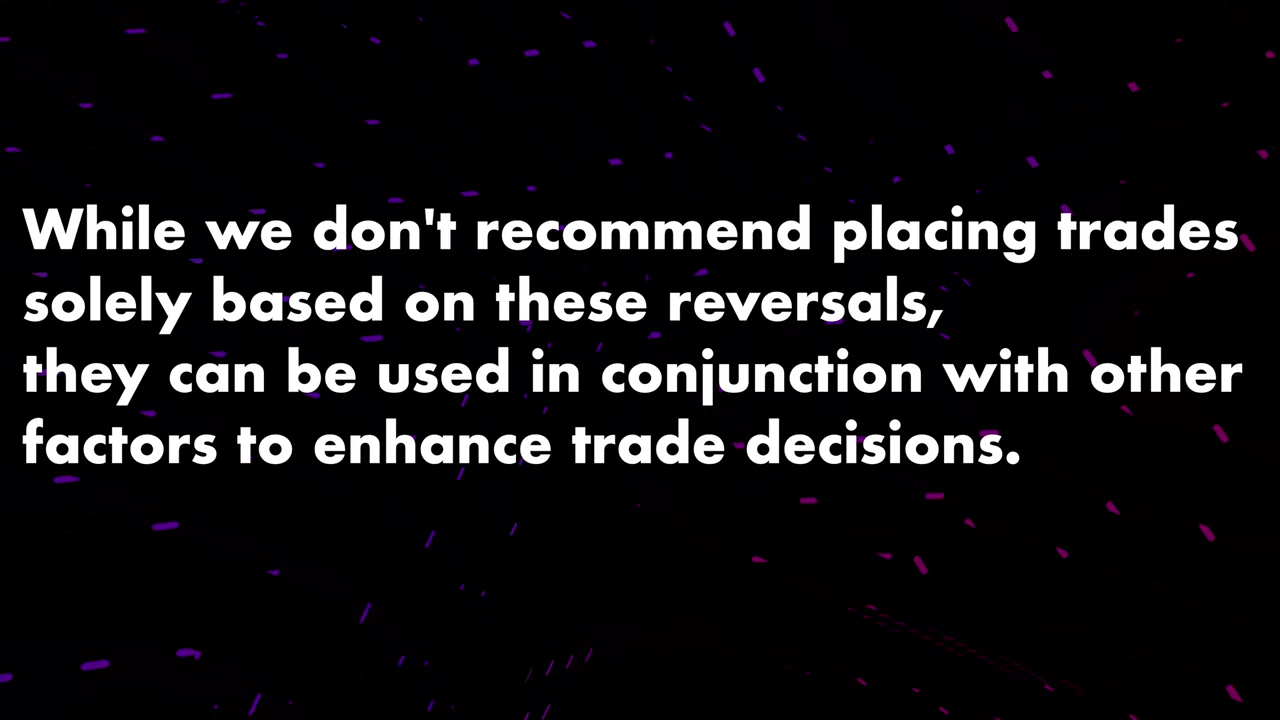 While we don't recommend placing trades
solely based on these reversals,
they can be used in conjunction with other
factors to enhance trade decisions.